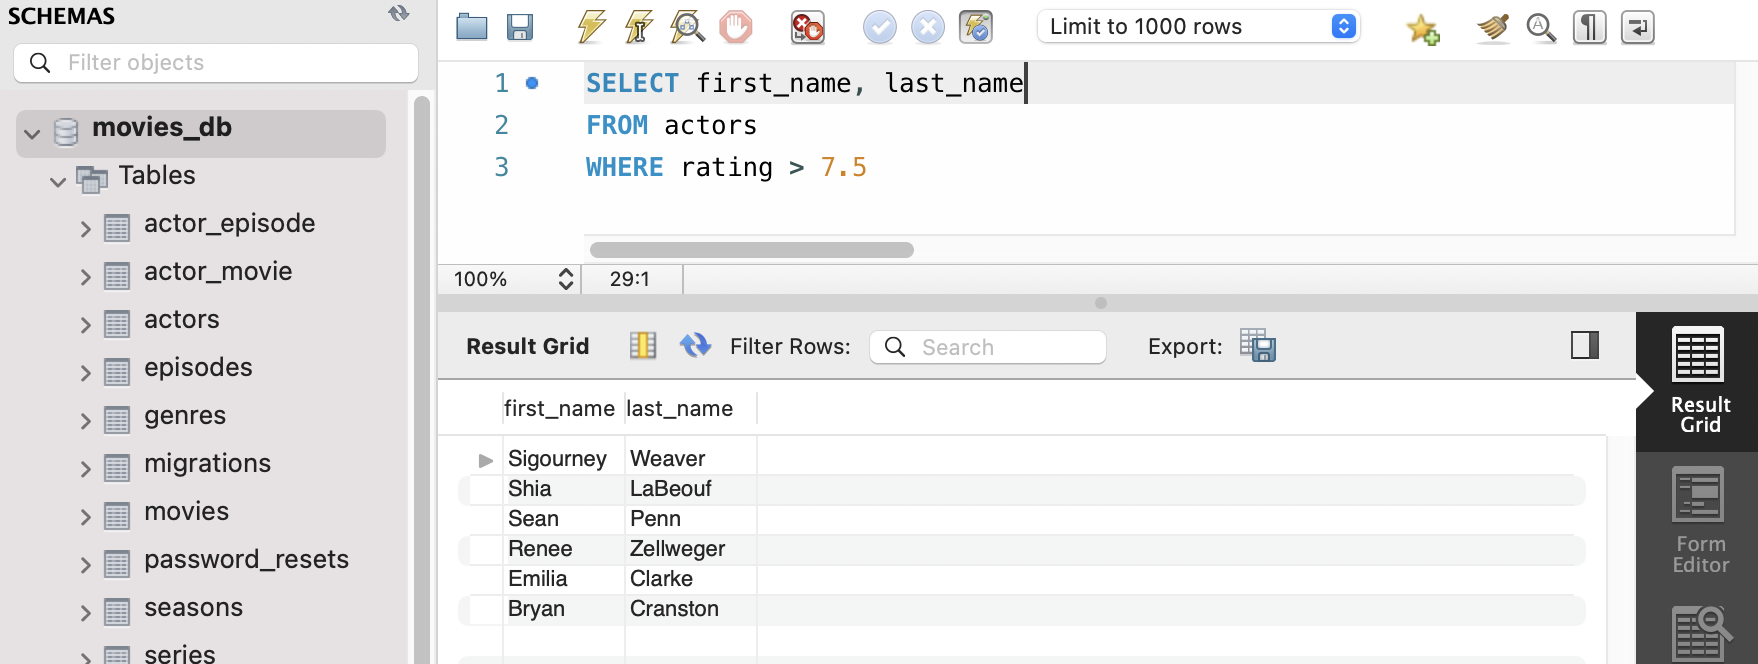 SCHEMAS
Filter objects
movies_db
Tables
actor_episode
actor_movie
actors
episodes
genres
migrations
movies
password_resets
seasons
series
Limit to 1000 rows
1 SELECT first_name, last_name
2 FROM actors
3 WHERE rating > 7.5
100% 29:1
Result Grid Filter Rows: Search Export:
first_name last_name
Sigourney Weaver
Shia LaBeouf
Sean Penn
Renee Zellweger
Emilia Clarke
Bryan Cranston
Result
Grid
Form
Editor